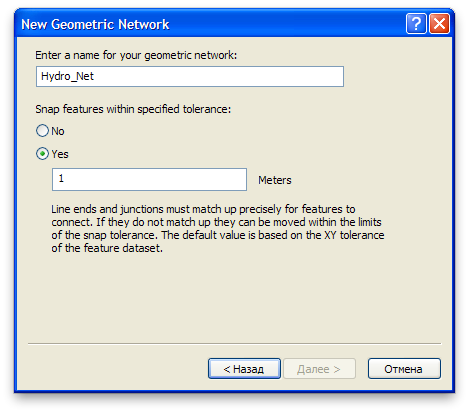 New Geometric Network
Enter a name for your geometric network:
Hydro_Net
Snap features within specified tolerance:
No
Yes
1 Meters
Line ends and junctions must match up precisely for features to
connect. If they do not match up they can be moved within the limits
of the snap tolerance. The default value is based on the XY tolerance
of the feature dataset.
< Назад Далее > Отмена